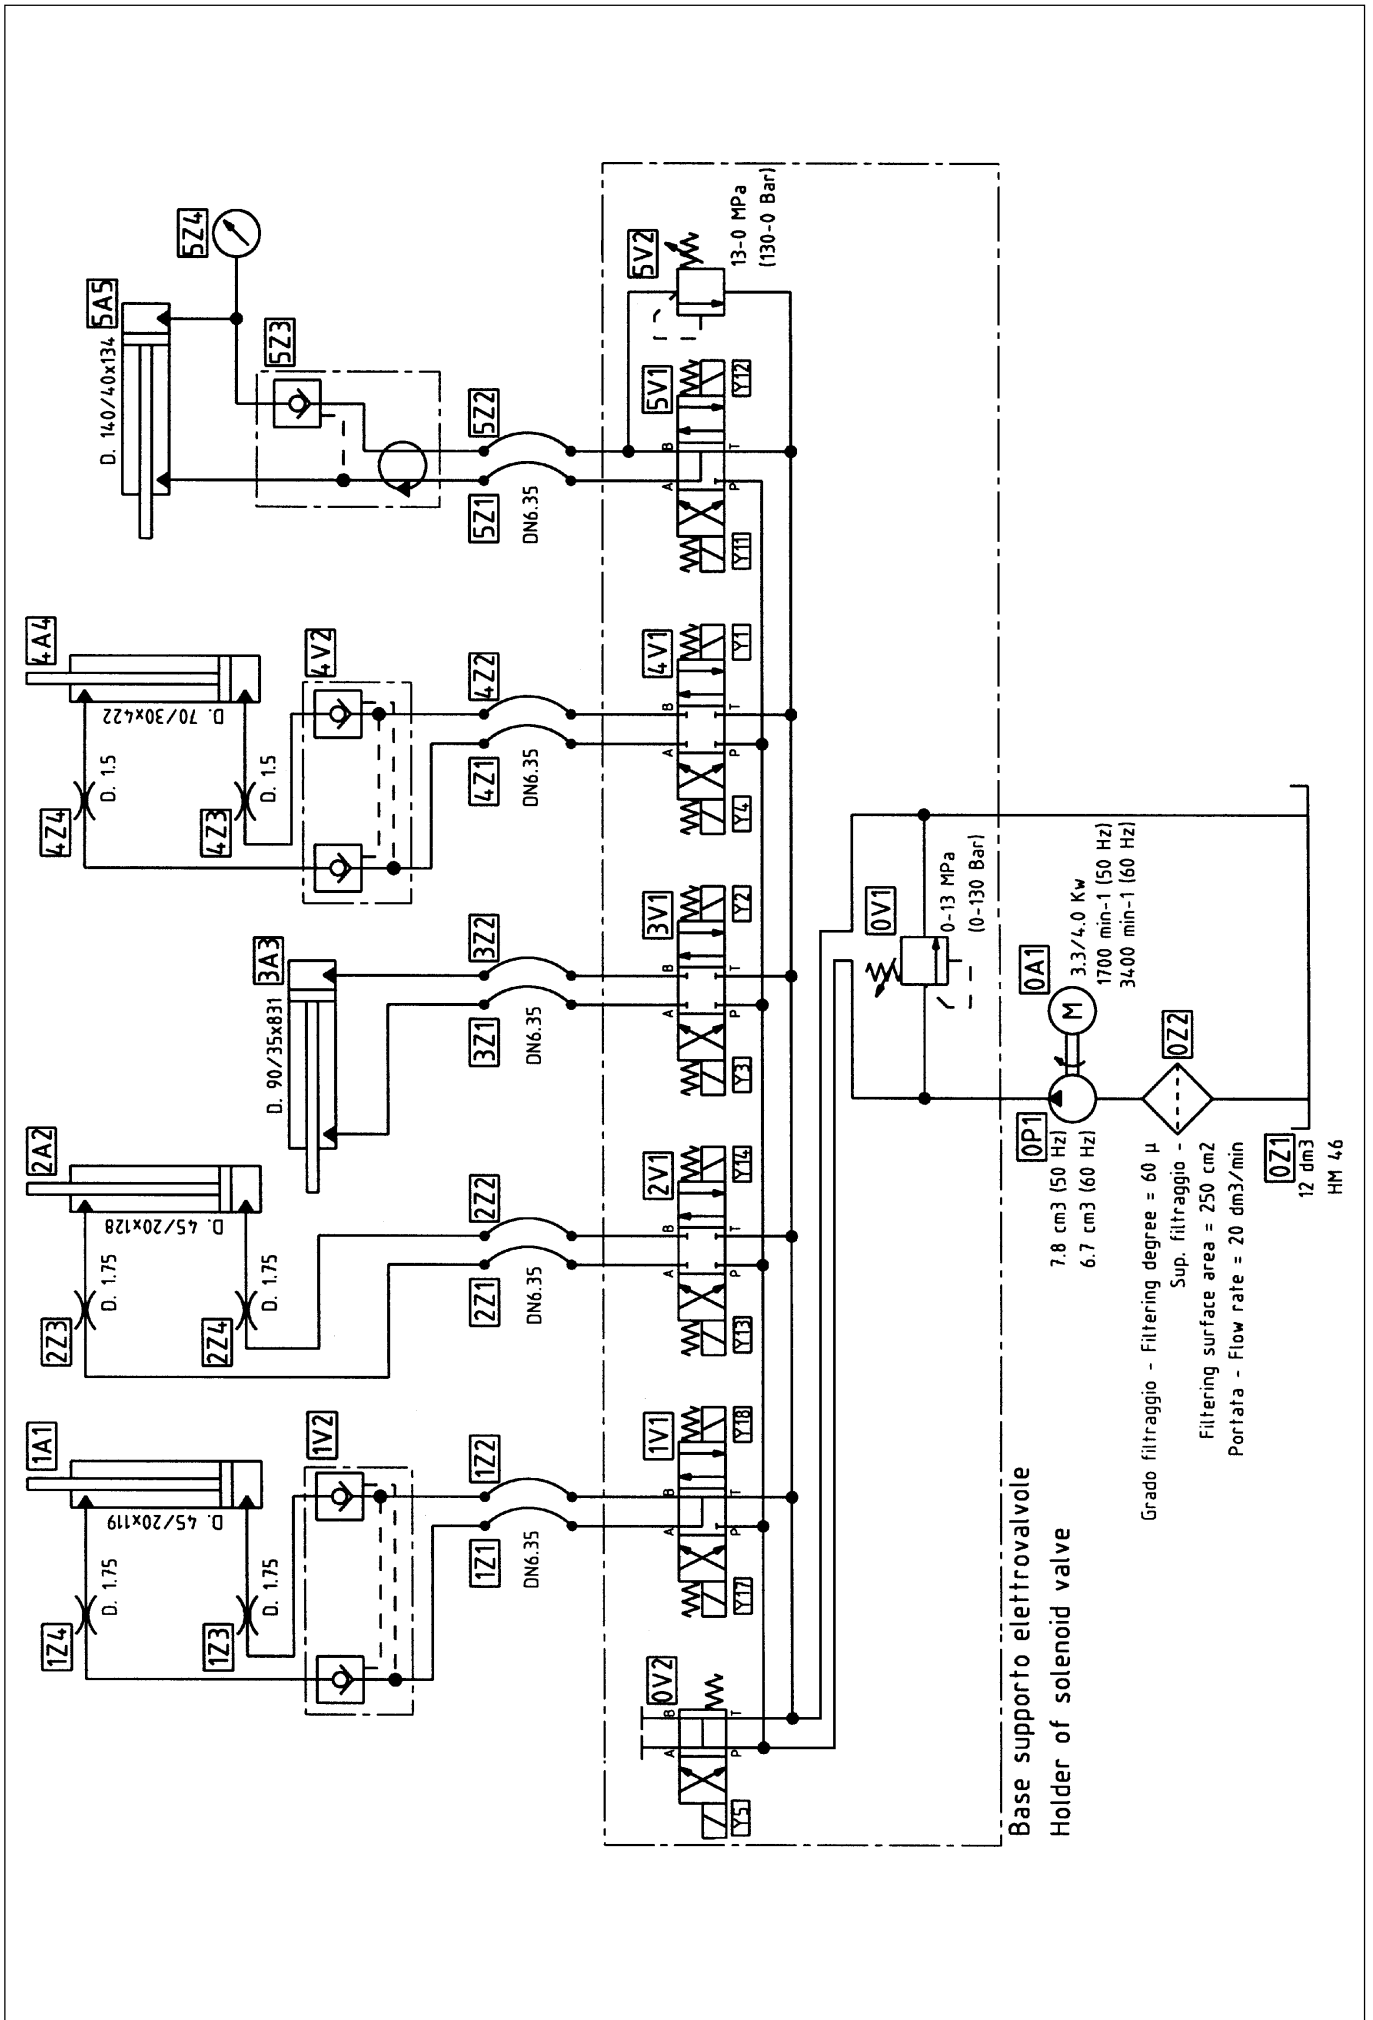 1A1
2A2
4A4
1Z4
2Z3
4Z4
D. 1.75
D. 1.75
D. 1.5
5A5
D. 140/40x134
D. 45/20x119
D. 45/20x128
D. 70/30x422
5Z4
1Z3
2Z4
4Z3
D. 1.75
D. 1.75
D. 1.5
3A3
D. 90/35x831
5Z3
1V2
4V2
1Z1
1Z2
2Z1
2Z2
3Z1
3Z2
4Z1
4Z2
5Z1
5Z2
DN6.35
DN6.35
DN6.35
DN6.35
DN6.35
0V2
1V1
2V1
3V1
4V1
5V1
5V2
A B
A B
A B
A B
A B
A B
P T
P T
P T
P T
P T
P T
Y5
Y17
Y18
Y13
Y14
Y3
Y2
Y4
Y1
Y11
Y12
13-0 MPa
(130-0 Bar)
0V1
0-13 MPa
(0-130 Bar)
Base supporto elettrovalvole
Holder of solenoid valve
0P1
7.8 cm3 (50 Hz)
6.7 cm3 (60 Hz)
0A1
M
3.3/4.0 Kw
1700 min-1 (50 Hz)
3400 min-1 (60 Hz)
0Z2
Grado filtraggio - Filtering degree = 60 µ
Sup. filtraggio -
Filtering surface area = 250 cm2
Portata - Flow rate = 20 dm3/min
0Z1
12 dm3
HM 46